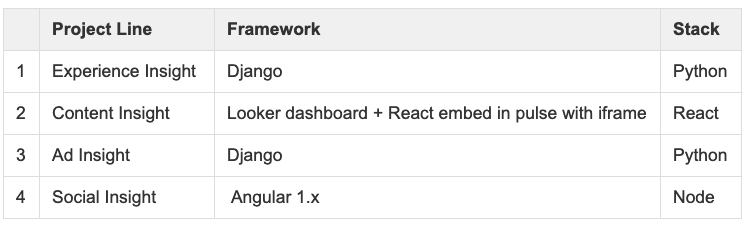 Project Line Framework Stack
1 Experience Insight Django Python
2 Content Insight Looker dashboard + React embed in pulse with iframe React
3 Ad Insight Django Python
4 Social Insight Angular 1.x Node